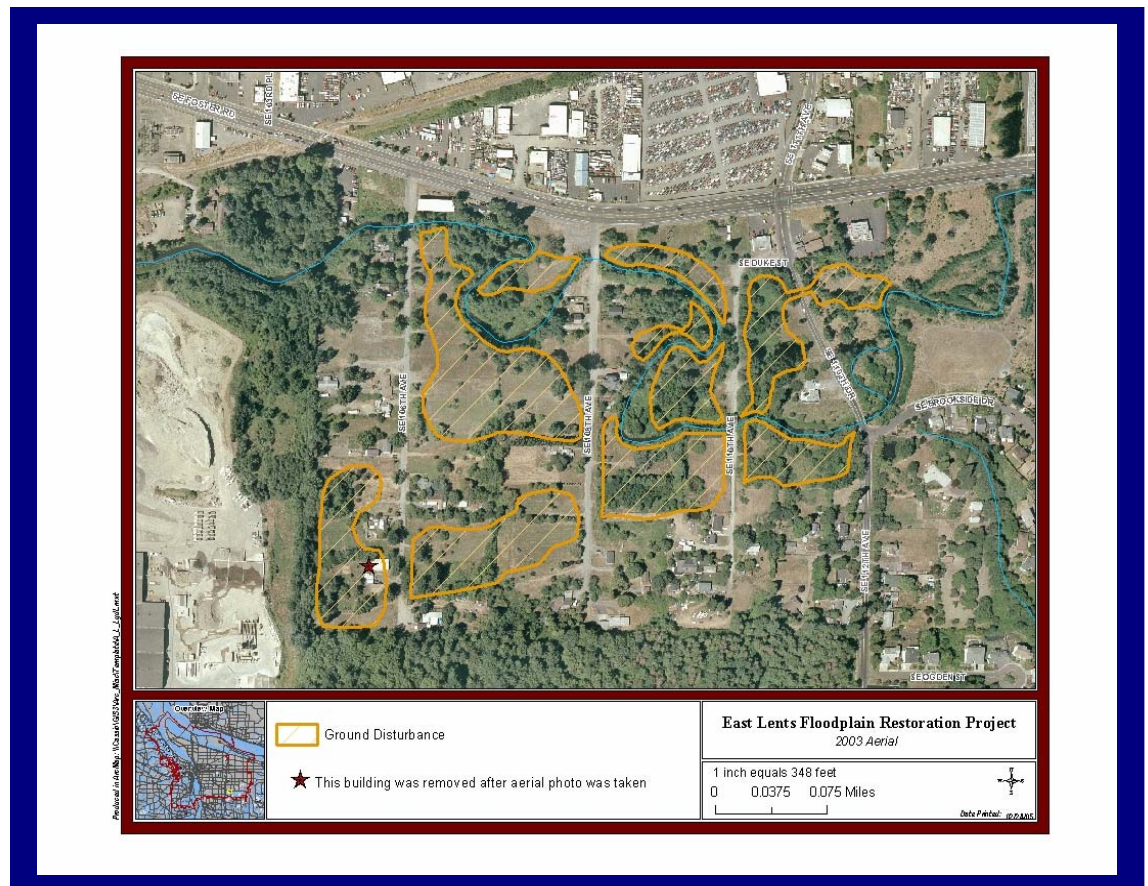 SE FOSTER RD
SE 103RD PL
SE 111TH AVE
SE DUKE ST
SE 106TH AVE
SE 108TH AVE
SE 110TH AVE
SE 112TH AVE
SE BROOKSIDE DR
SE OGDEN ST
Overview Map
Ground Disturbance
This building was removed after aerial photo was taken
East Lents Floodplain Restoration Project
2003 Aerial
1 inch equals 348 feet
0 0.0375 0.075 Miles
N
S
Date Printed:
Produced in ArcMap: